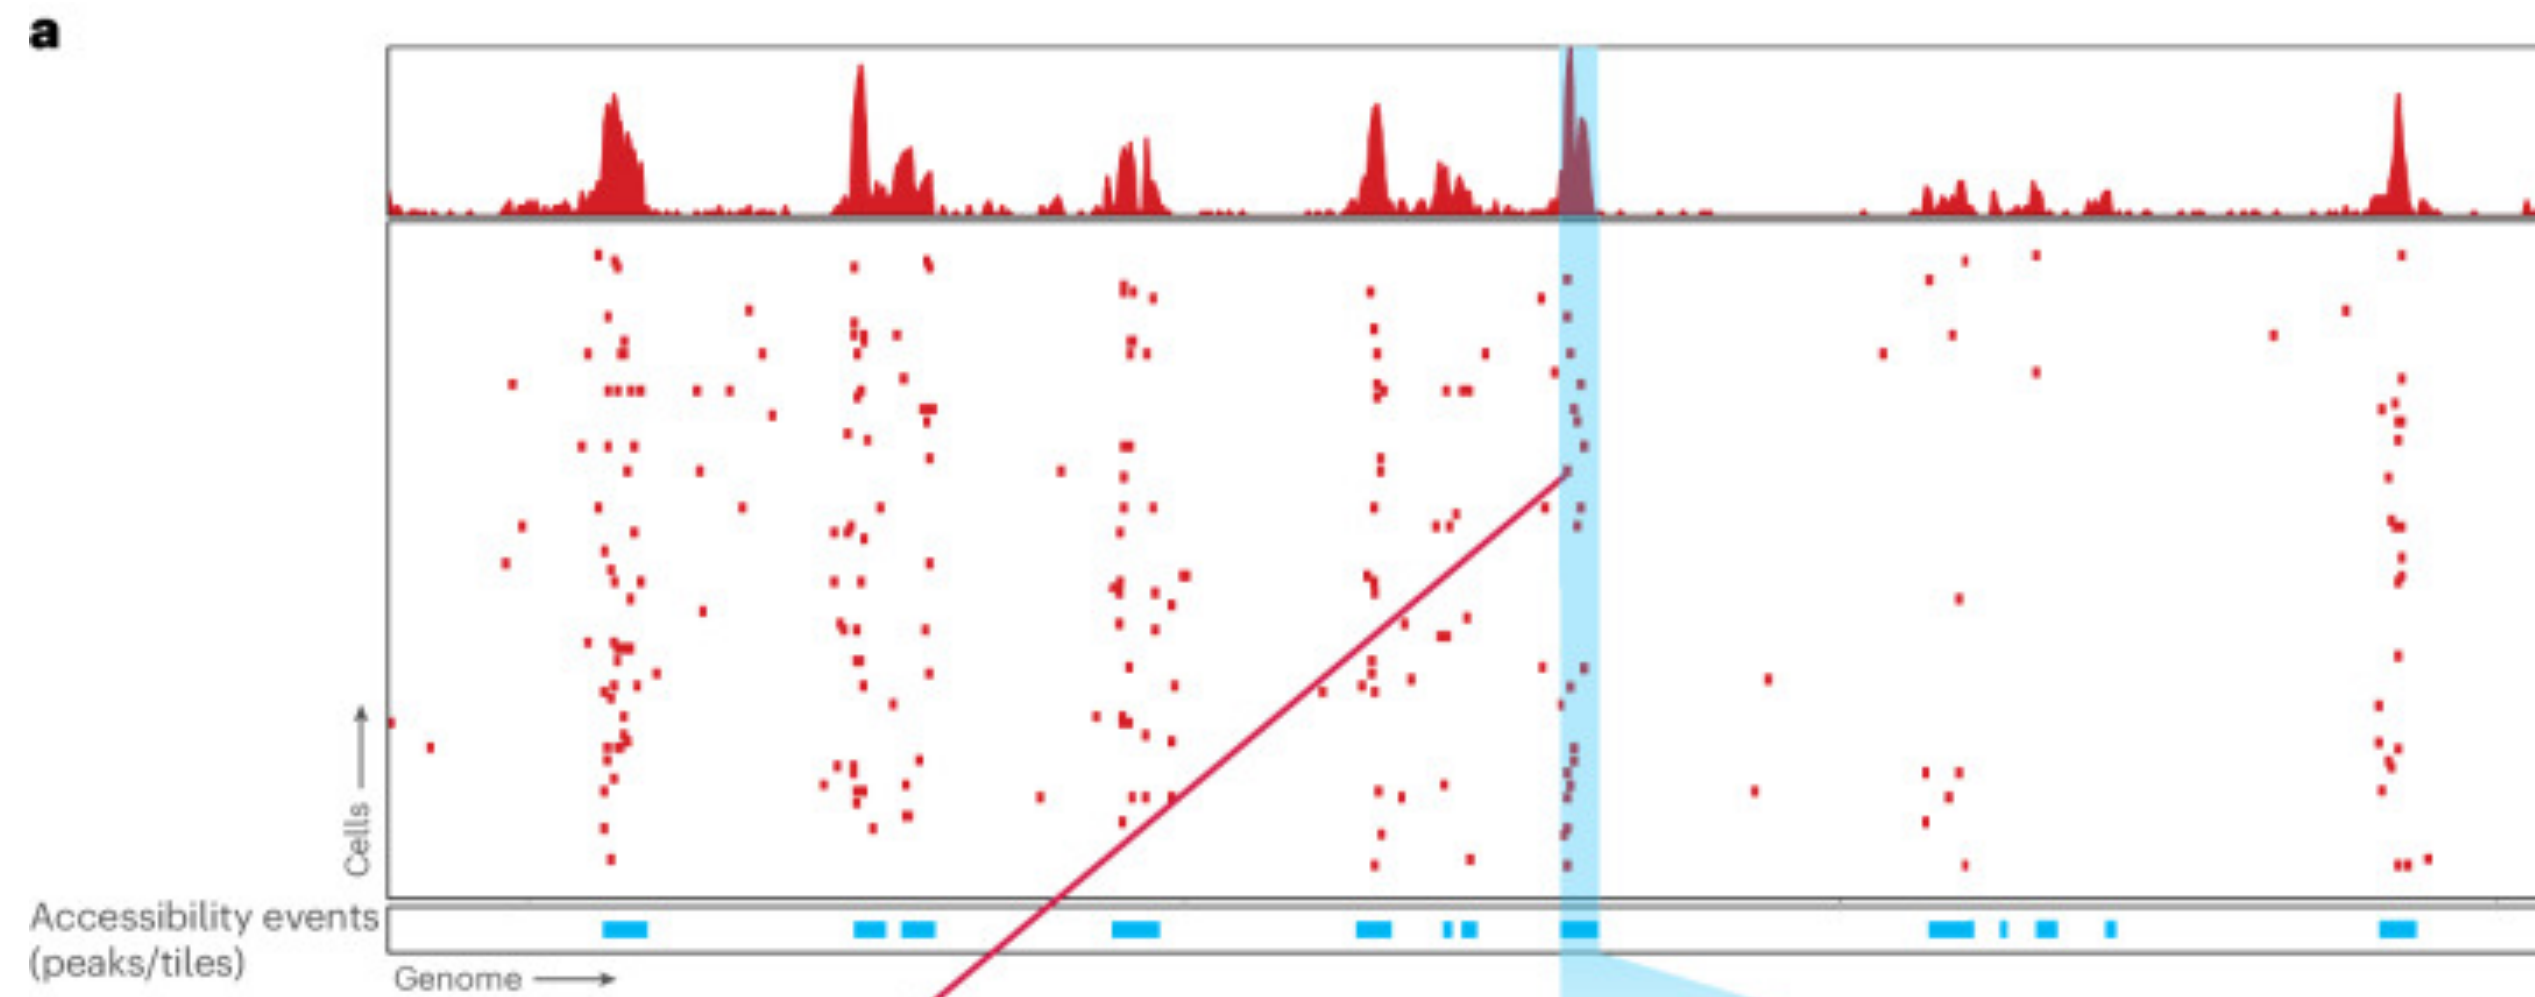 a
Cells
Accessibility events
(peaks/tiles)
Genome